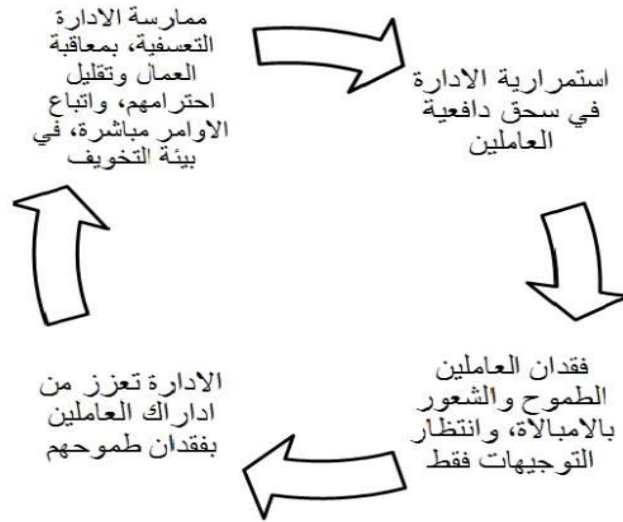 ممارسة الادارة
التعسفية، بمعاقبة
العمال وتقليل
احترامهم، واتباع
الاوامر مباشرة، في
بيئة التخويف
استمرارية الادارة
في سحق دافعية
العاملين
فقدان العاملين
الطموح والشعور
بالامبالاة، وانتظار
التوجيهات فقط
الادارة تعزز من
اداراك العاملين
بفقدان طموحهم